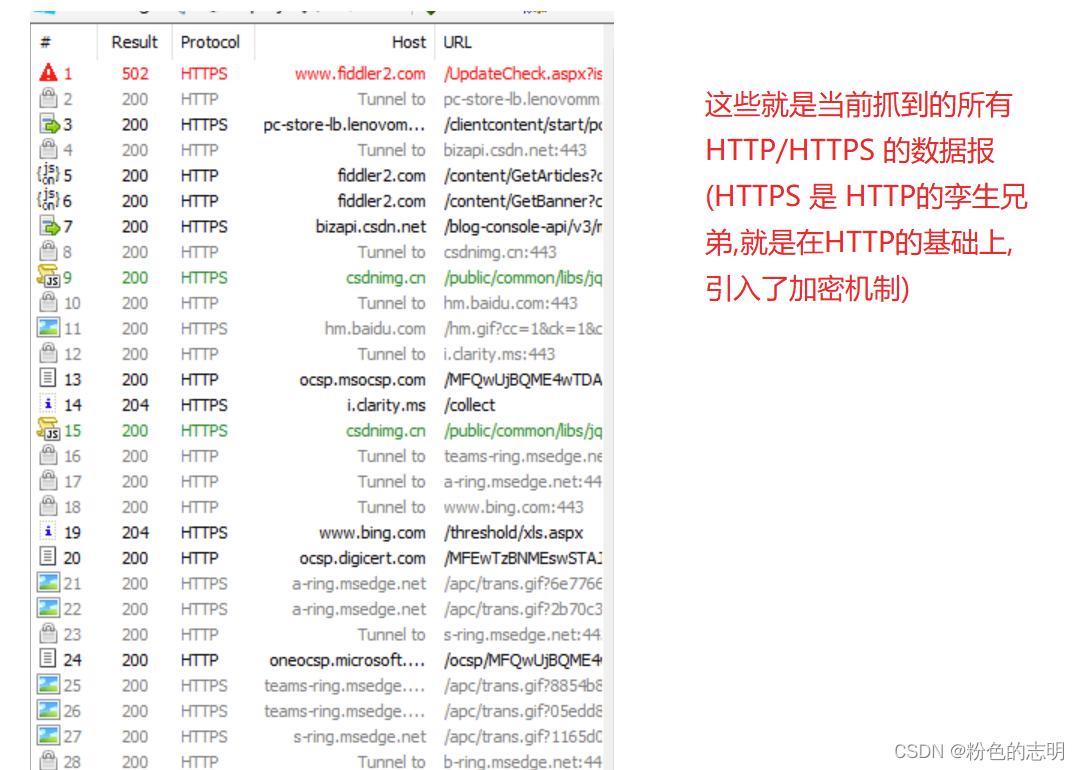 # Result Protocol Host URL
1 502 HTTPS www.fiddler2.com /UpdateCheck.aspx?is
2 200 HTTP Tunnel to pc-store-lb.lenovomm
3 200 HTTPS pc-store-lb.lenovom... /clientcontent/start/pc
4 200 HTTP Tunnel to bizapi.csdn.net:443
5 200 HTTP fiddler2.com /content/GetArticles?c
6 200 HTTP fiddler2.com /content/GetBanner?c
7 200 HTTPS bizapi.csdn.net /blog-console-api/v3/r
8 200 HTTP Tunnel to csdnimg.cn:443
9 200 HTTPS csdnimg.cn /public/common/libs/jq
10 200 HTTP Tunnel to hm.baidu.com:443
11 200 HTTPS hm.baidu.com /hm.gif?cc=1&ck=1&c
12 200 HTTP Tunnel to i.clarity.ms:443
13 200 HTTP ocsp.msocsp.com /MFQwUjBQME4wTDA
14 204 HTTPS i.clarity.ms /collect
15 200 HTTPS csdnimg.cn /public/common/libs/jq
16 200 HTTP Tunnel to teams-ring.msedge.ne
17 200 HTTP Tunnel to a-ring.msedge.net:44
18 200 HTTP Tunnel to www.bing.com:443
19 204 HTTPS www.bing.com /threshold/xls.aspx
20 200 HTTP ocsp.digicert.com /MFEwTzBNMEswSTAJ
21 200 HTTPS a-ring.msedge.net /apc/trans.gif?6e7766
22 200 HTTPS a-ring.msedge.net /apc/trans.gif?2b70c3
23 200 HTTP Tunnel to s-ring.msedge.net:44
24 200 HTTP oneocsp.microsoft.... /ocsp/MFQwUjBQME4
25 200 HTTPS teams-ring.msedge.... /apc/trans.gif?8854b8
26 200 HTTPS teams-ring.msedge.... /apc/trans.gif?05edd8
27 200 HTTPS s-ring.msedge.net /apc/trans.gif?1165d0
28 200 HTTP Tunnel to b-ring.msedge.net:44
这些就是当前抓到的所有
HTTP/HTTPS 的数据报
(HTTPS 是 HTTP的孪生兄
弟,就是在HTTP的基础上,
引入了加密机制)
CSDN @粉色的志明